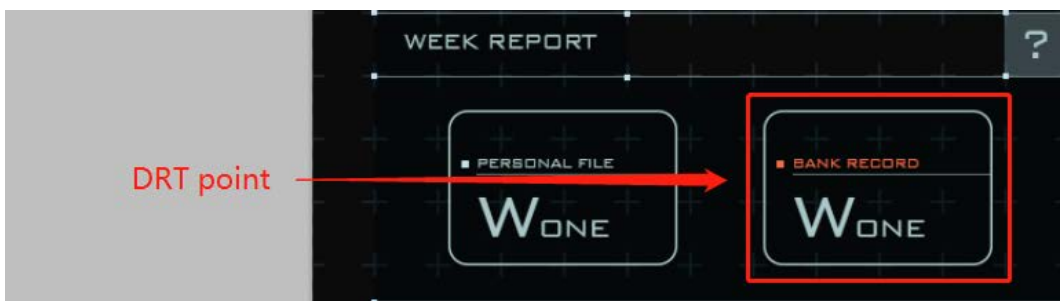 WEEK REPORT
?
PERSONAL FILE
BANK RECORD
DRT point
WONE
WONE